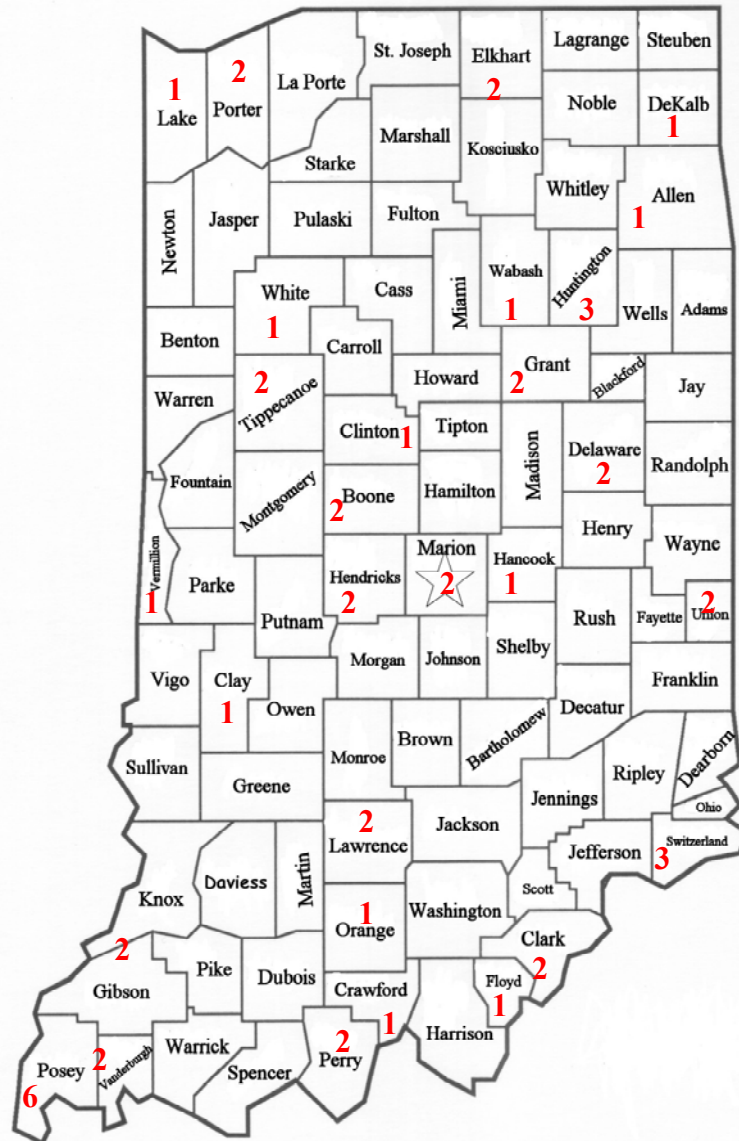 St. Joseph
Elkhart
2
Lagrange
Steuben
1
Lake
2
Porter
La Porte
Noble
DeKalb
1
Marshall
Kosciusko
Starke
Whitley
Allen
1
Newton
Jasper
Pulaski
Fulton
Wabash
1
Huntington
3
Miami
White
1
Cass
Wells
Adams
Benton
Carroll
Grant
2
Howard
Blackford
Jay
Warren
2
Tippecanoe
Clinton
1
Tipton
Madison
Delaware
2
Randolph
Fountain
Montgomery
Boone
2
Hamilton
Henry
Wayne
Vermillion
1
Parke
Hendricks
2
Marion
2
Hancock
1
Putnam
Rush
Fayette
Union
2
Vigo
Clay
1
Owen
Morgan
Johnson
Shelby
Franklin
Decatur
Sullivan
Greene
Monroe
Brown
Bartholomew
Ripley
Dearborn
Ohio
Jennings
2
Lawrence
Jackson
Jefferson
Switzerland
3
Knox
2
Daviess
Martin
1
Orange
Washington
Scott
Clark
2
Gibson
Pike
Dubois
Crawford
1
Floyd
1
Harrison
Posey
6
2
Vanderburgh
Warrick
Spencer
2
Perry